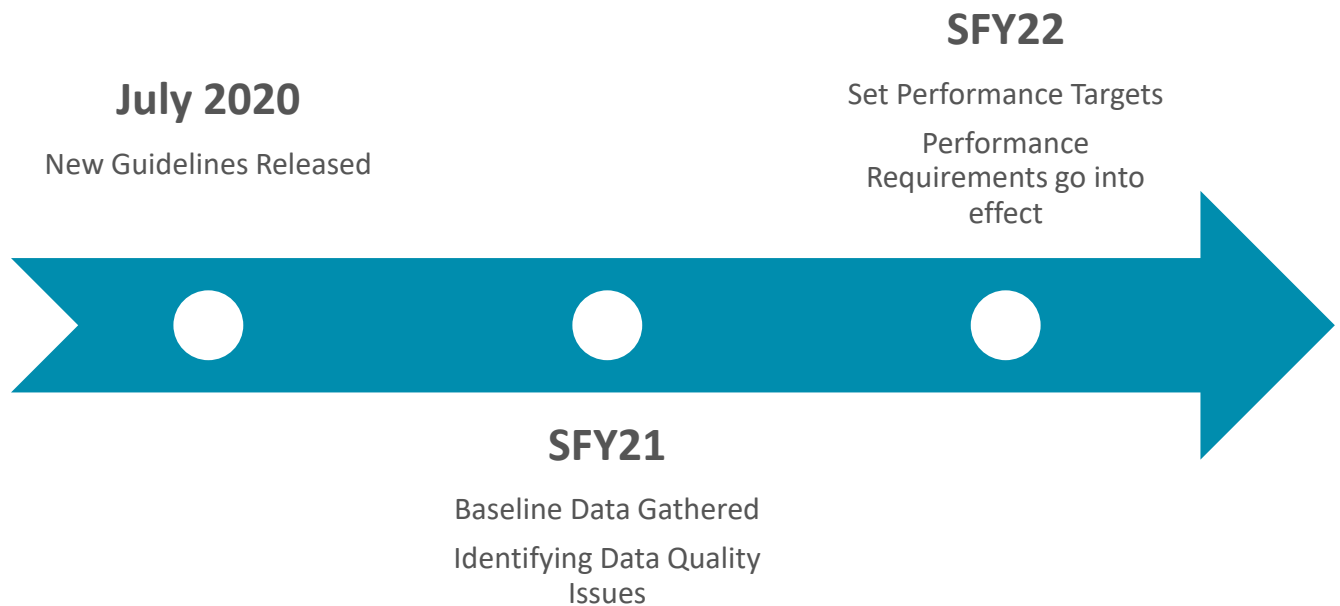 July 2020
New Guidelines Released
SFY21
Baseline Data Gathered
Identifying Data Quality
Issues
SFY22
Set Performance Targets
Performance
Requirements go into
effect